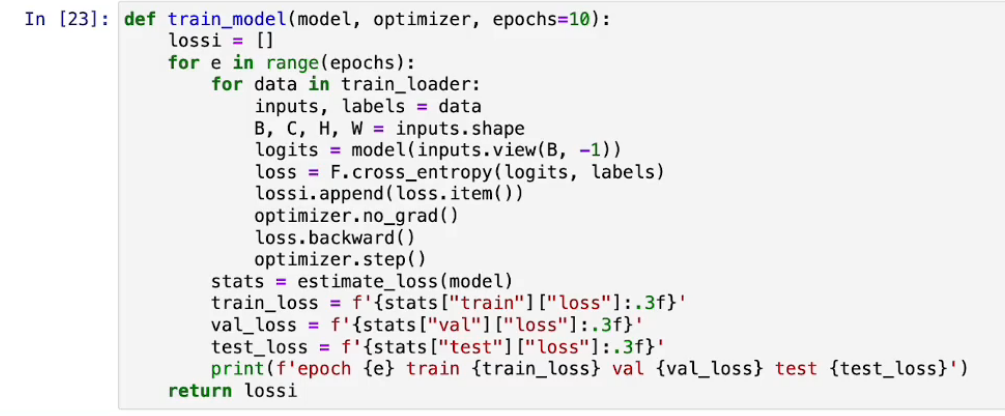 In [23]: def train_model(model, optimizer, epochs=10):
    lossi = []
    for e in range(epochs):
        for data in train_loader:
            inputs, labels = data
            B, C, H, W = inputs.shape
            logits = model(inputs.view(B, -1))
            loss = F.cross_entropy(logits, labels)
            lossi.append(loss.item())
            optimizer.no_grad()
            loss.backward()
            optimizer.step()
        stats = estimate_loss(model)
        train_loss = f'{stats["train"]["loss"]:.3f}'
        val_loss = f'{stats["val"]["loss"]:.3f}'
        test_loss = f'{stats["test"]["loss"]:.3f}'
        print(f'epoch {e} train {train_loss} val {val_loss} test {test_loss}')
    return lossi